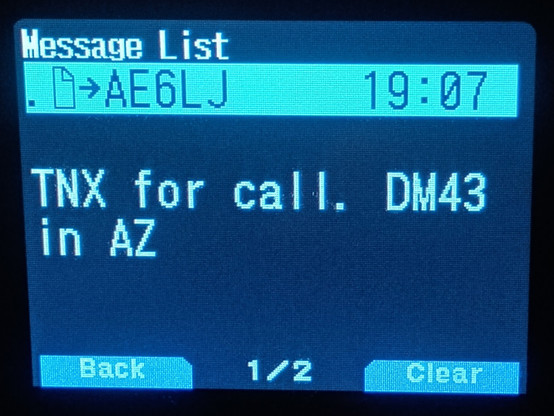 Message List
. →AE6LJ 19:07
TNX for call. DM43
in AZ
Back 1/2 Clear